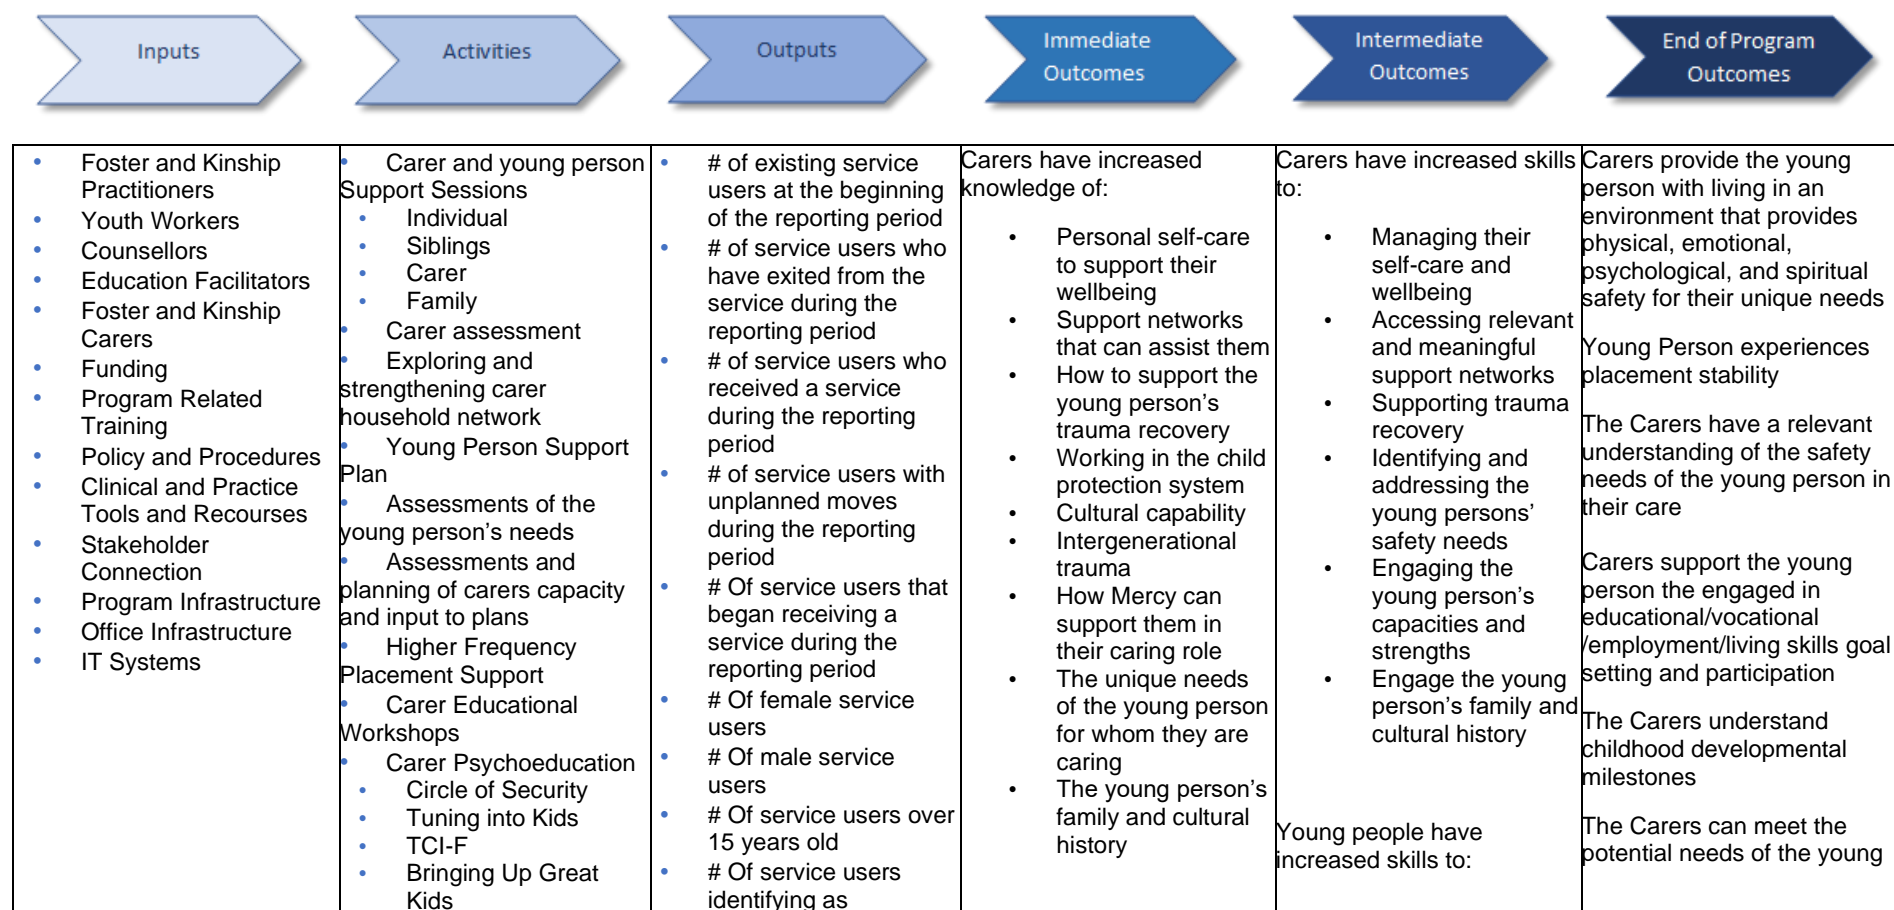 Inputs
Activities
Outputs
Immediate
Outcomes
Intermediate
Outcomes
End of Program
Outcomes
• Foster and Kinship
Practitioners
• Youth Workers
• Counsellors
• Education Facilitators
• Foster and Kinship
Carers
• Funding
• Program Related
Training
• Policy and Procedures
• Clinical and Practice
Tools and Recourses
• Stakeholder
Connection
• Program Infrastructure
• Office Infrastructure
• IT Systems
• Carer and young person
Support Sessions
• Individual
• Siblings
• Carer
• Family
• Carer assessment
• Exploring and
strengthening carer
household network
• Young Person Support
Plan
• Assessments of the
young person’s needs
• Assessments and
planning of carers capacity
and input to plans
• Higher Frequency
Placement Support
• Carer Educational
Workshops
• Carer Psychoeducation
• Circle of Security
• Tuning into Kids
• TCI-F
• Bringing Up Great
Kids
• # of existing service
users at the beginning
of the reporting period
• # of service users who
have exited from the
service during the
reporting period
• # of service users who
received a service
during the reporting
period
• # of service users with
unplanned moves
during the reporting
period
• # Of service users that
began receiving a
service during the
reporting period
• # Of female service
users
• # Of male service
users
• # Of service users over
15 years old
• # Of service users
identifying as
Carers have increased
knowledge of:
• Personal self-care
to support their
wellbeing
• Support networks
that can assist them
• How to support the
young person’s
trauma recovery
• Working in the child
protection system
• Cultural capability
• Intergenerational
trauma
• How Mercy can
support them in
their caring role
• The unique needs
of the young person
for whom they are
caring
• The young person’s
family and cultural
history
Carers have increased skills
to:
• Managing their
self-care and
wellbeing
• Accessing relevant
and meaningful
support networks
• Supporting trauma
recovery
• Identifying and
addressing the
young persons’
safety needs
• Engaging the
young person’s
capacities and
strengths
• Engage the young
person’s family and
cultural history
Young people have
increased skills to:
Carers provide the young
person with living in an
environment that provides
physical, emotional,
psychological, and spiritual
safety for their unique needs
Young Person experiences
placement stability
The Carers have a relevant
understanding of the safety
needs of the young person in
their care
Carers support the young
person the engaged in
educational/vocational
/employment/living skills goal
setting and participation
The Carers understand
childhood developmental
milestones
The Carers can meet the
potential needs of the young